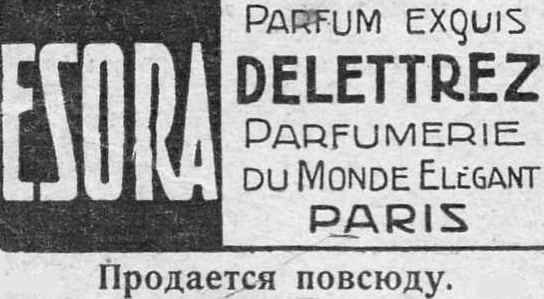 ESORA
PARFUM EXQUIS
DELETTREZ
PARFUMERIE
DU MONDE ELÉGANT
PARIS
Продается повсюду.